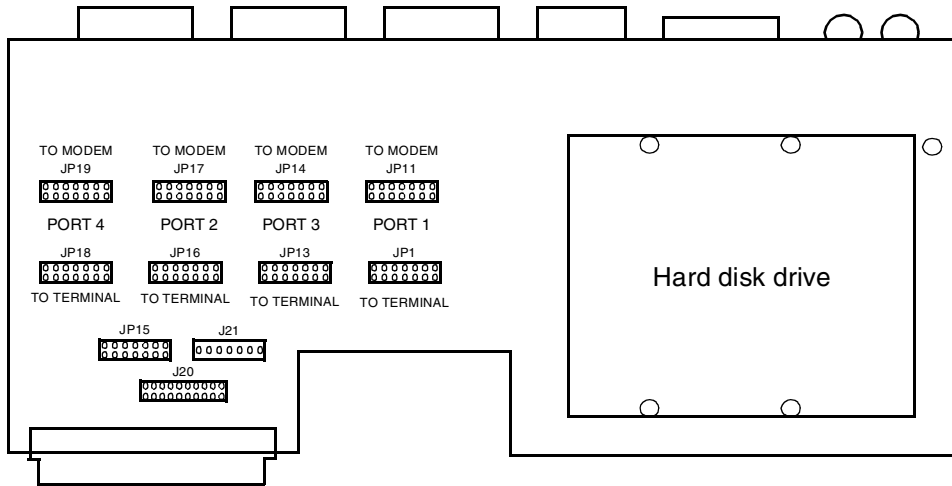 TO MODEM TO MODEM TO MODEM TO MODEM
JP19 JP17 JP14 JP11
PORT 4 PORT 2 PORT 3 PORT 1
JP18 JP16 JP13 JP1
TO TERMINAL TO TERMINAL TO TERMINAL TO TERMINAL
Hard disk drive
JP15 J21
J20